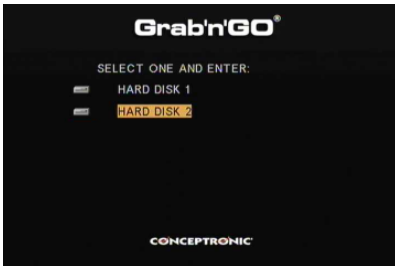 Grab'n'GO®
SELECT ONE AND ENTER:
HARD DISK 1
HARD DISK 2
CONCEPTRONIC